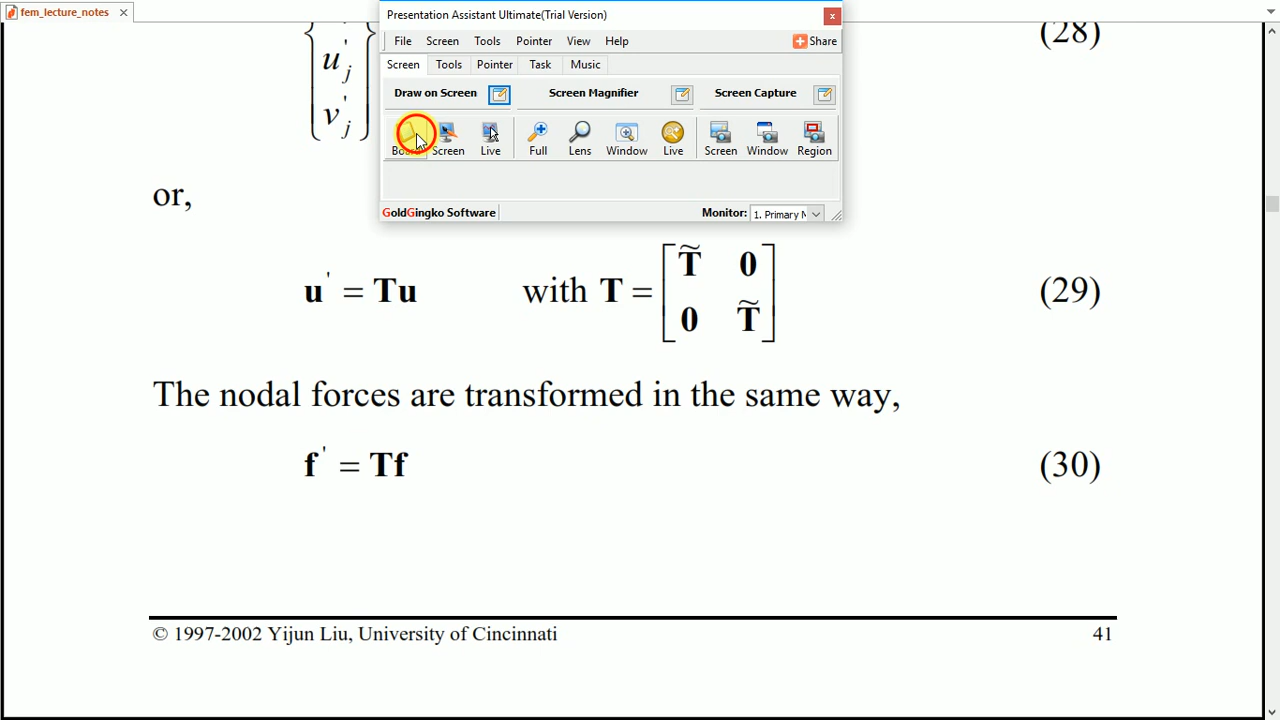 fem_lecture_notes
Presentation Assistant Ultimate(Trial Version)
File Screen Tools Pointer View Help Share
Screen Tools Pointer Task Music
Draw on Screen Screen Magnifier Screen Capture
Board Screen Live Full Lens Window Live Screen Window Region
GoldGingko Software Monitor: 1. Primary M
u'j
v'j
(28)
or,
u' = Tu with T = [T̃ 0
0 T̃] (29)
The nodal forces are transformed in the same way,
f' = Tf (30)
© 1997-2002 Yijun Liu, University of Cincinnati 41